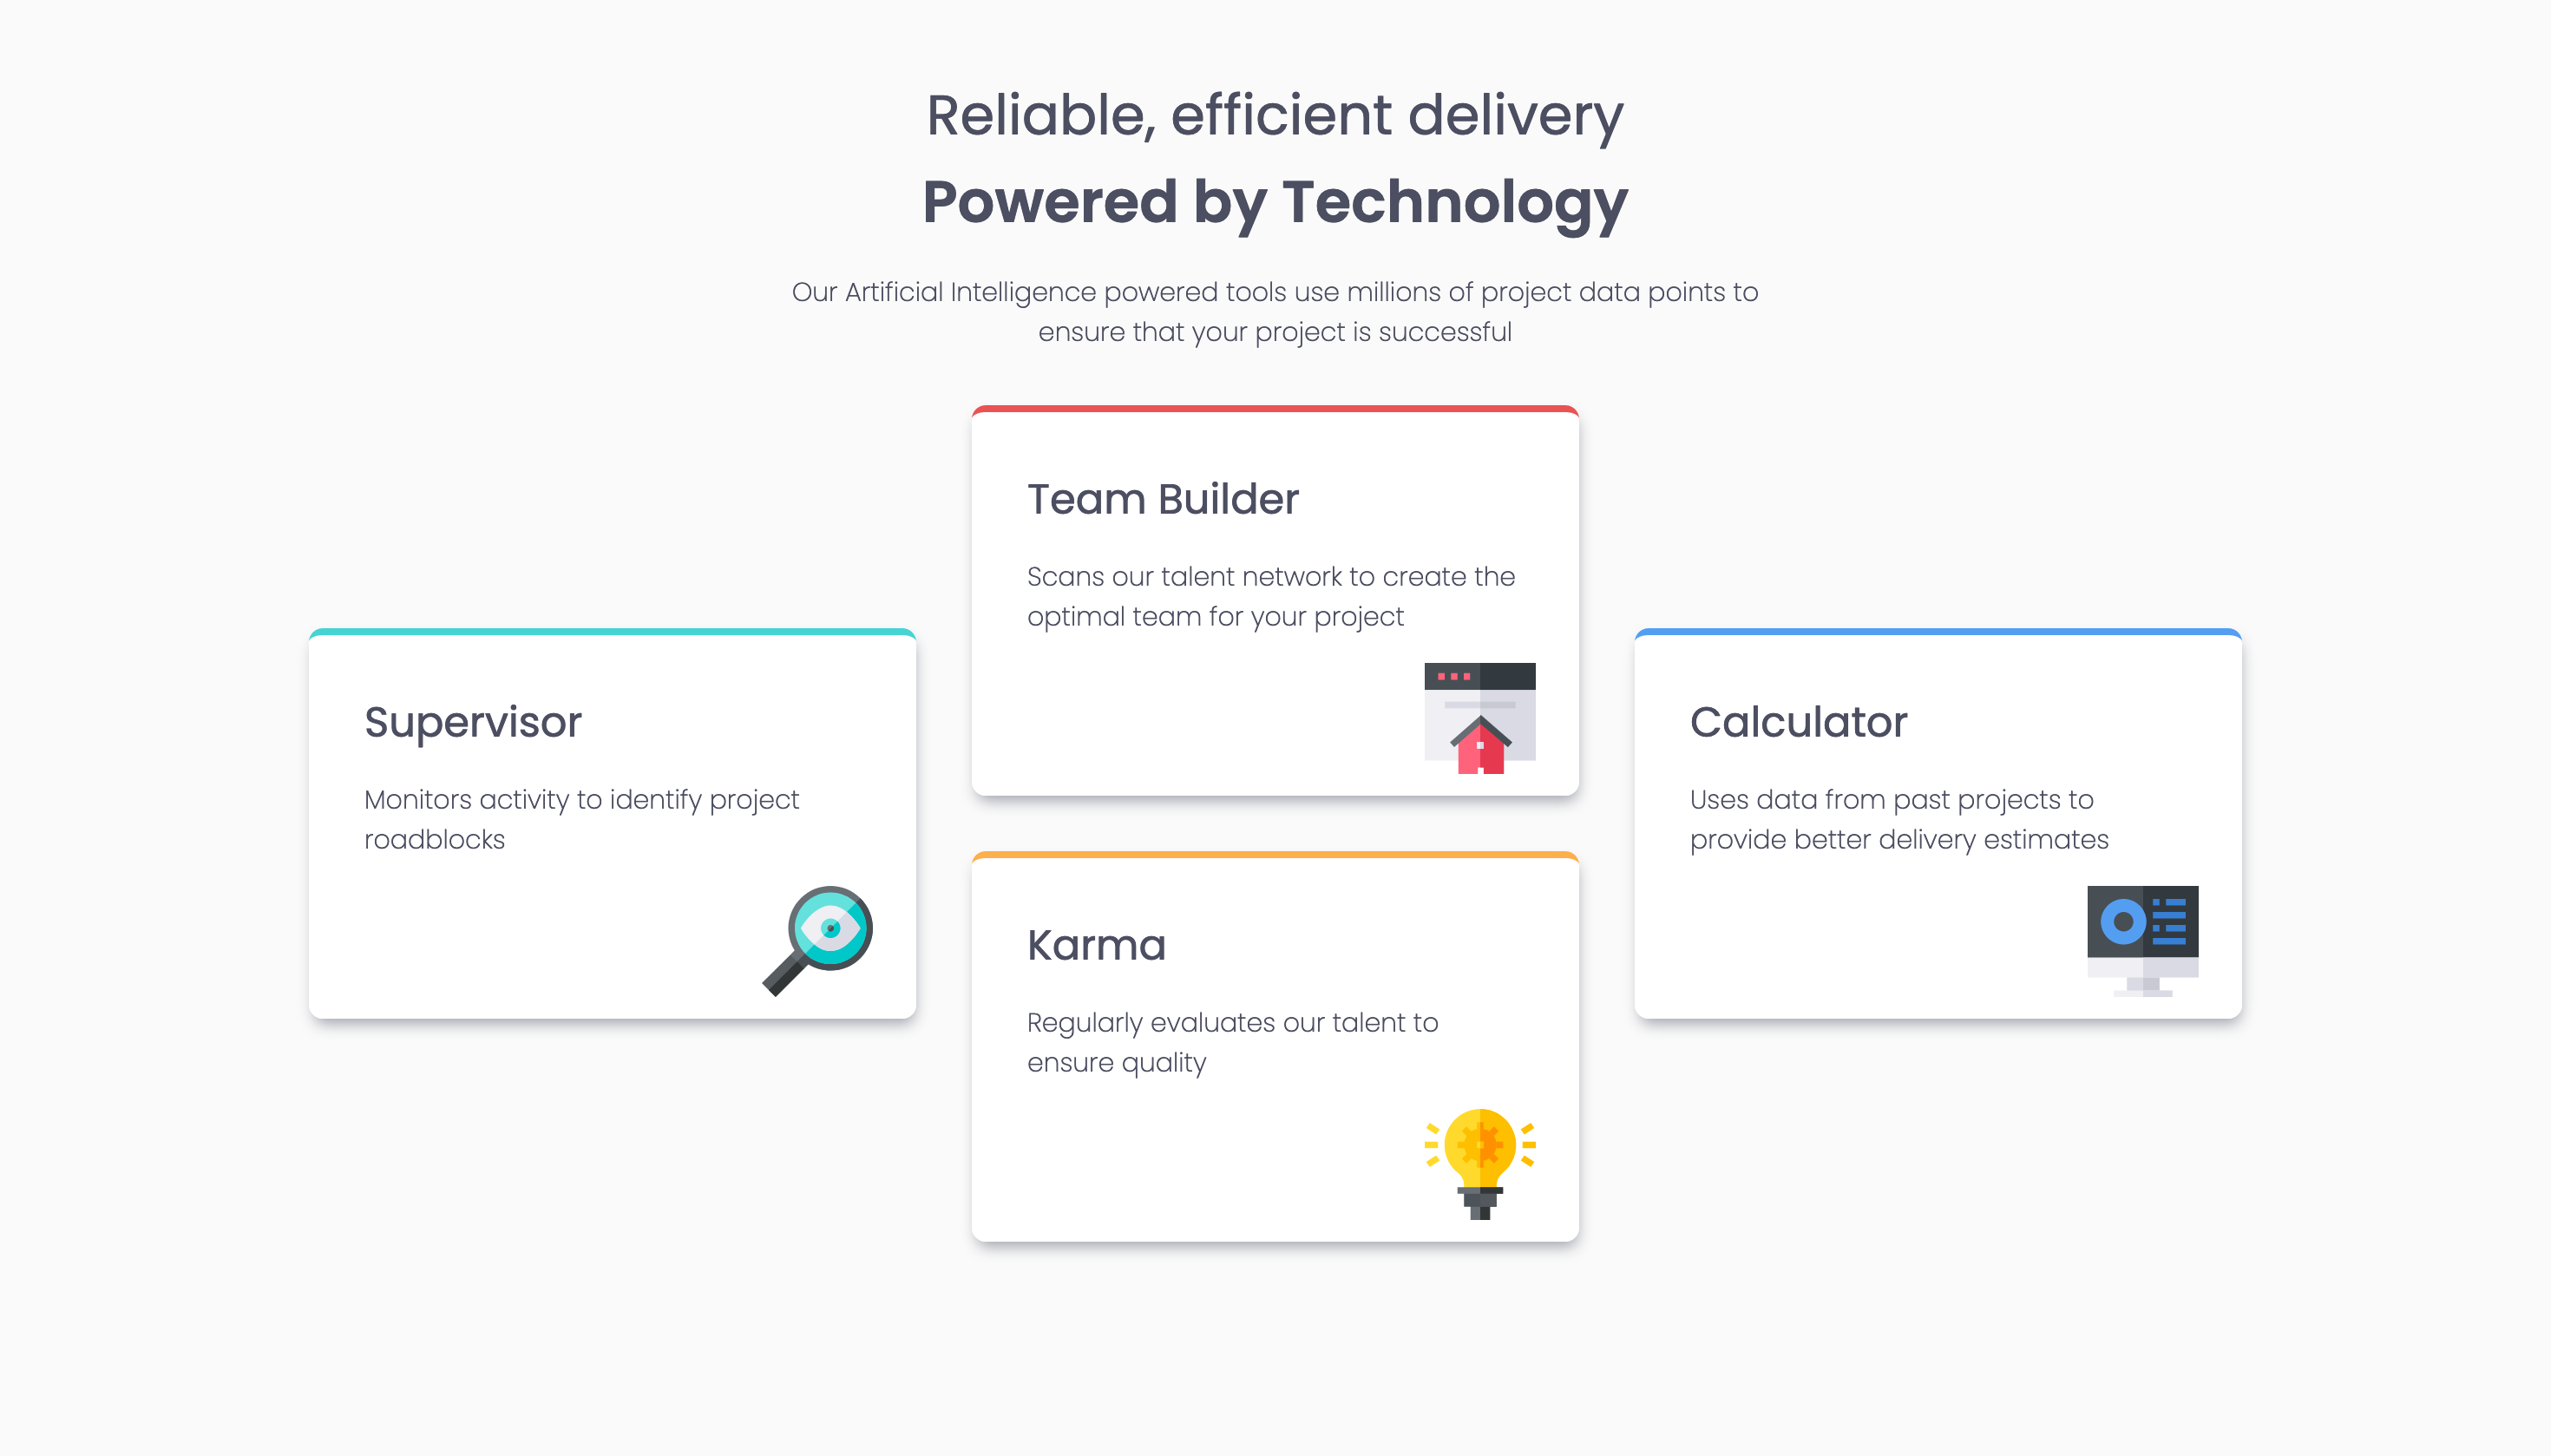 Reliable, efficient delivery
Powered by Technology
Our Artificial Intelligence powered tools use millions of project data points to
ensure that your project is successful
Supervisor
Monitors activity to identify project
roadblocks
Team Builder
Scans our talent network to create the
optimal team for your project
Karma
Regularly evaluates our talent to
ensure quality
Calculator
Uses data from past projects to
provide better delivery estimates